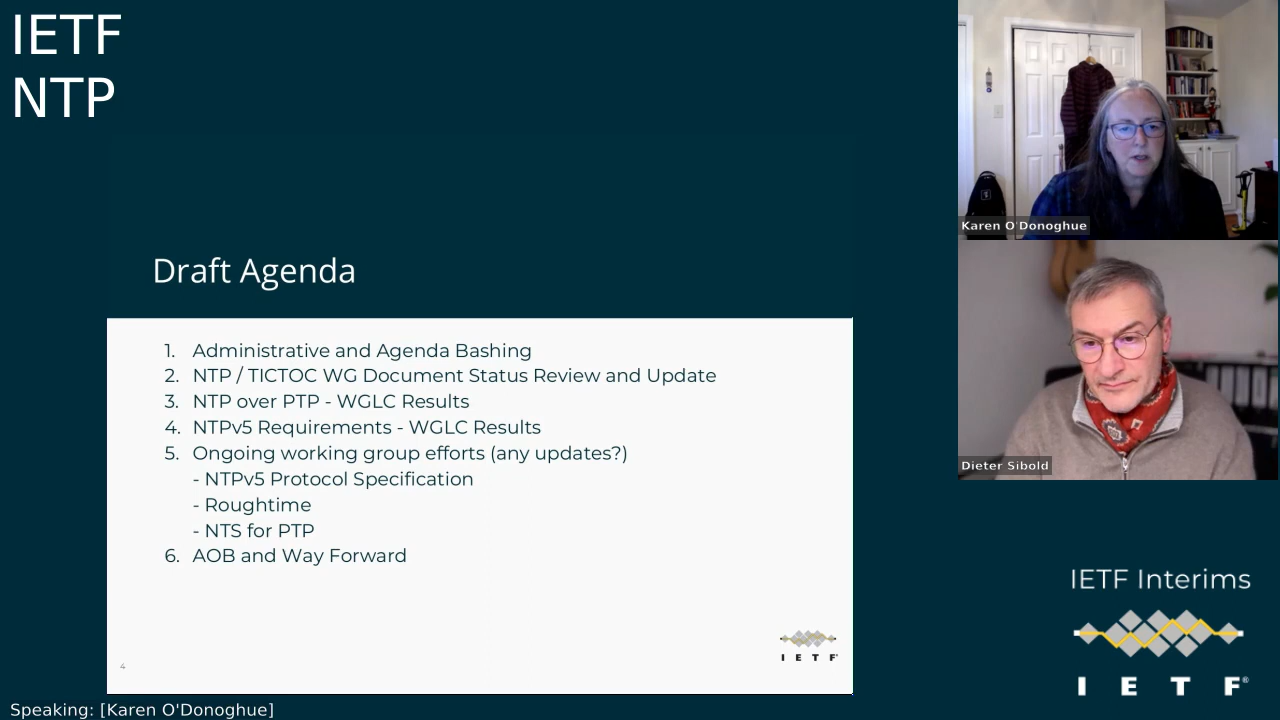 IETF
NTP
Draft Agenda
1. Administrative and Agenda Bashing
2. NTP / TICTOC WG Document Status Review and Update
3. NTP over PTP - WGLC Results
4. NTPv5 Requirements - WGLC Results
5. Ongoing working group efforts (any updates?)
- NTPv5 Protocol Specification
- Roughtime
- NTS for PTP
6. AOB and Way Forward
4
I E T F®
Karen O'Donoghue
Dieter Sibold
IETF Interims
I E T F®
Speaking: [Karen O'Donoghue]